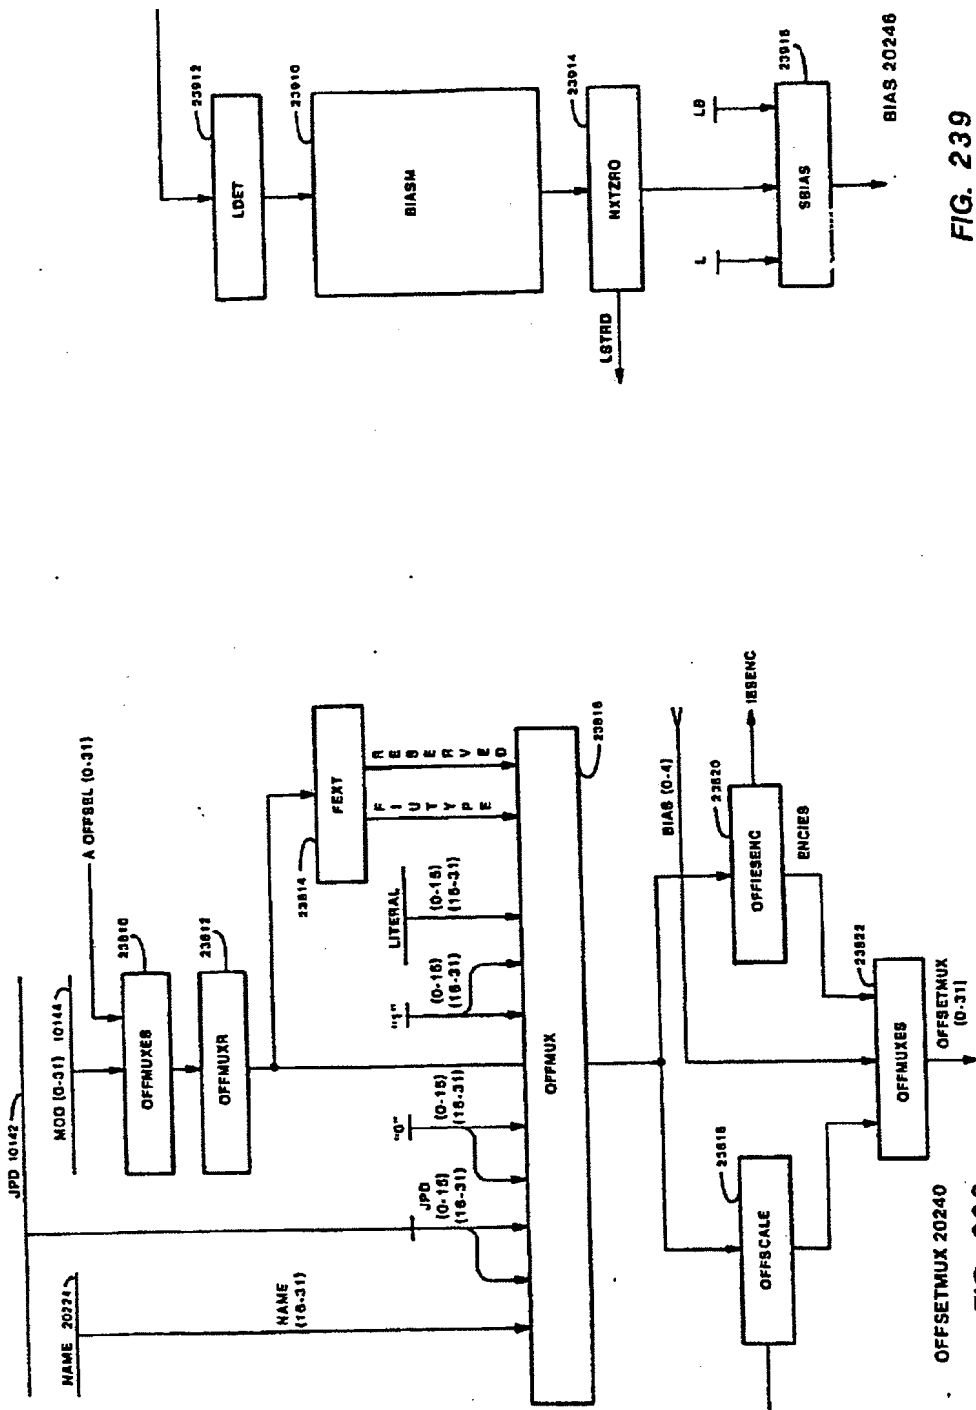 JPD 10142
MOD (0-31) 10144
NAME 20224
A OFFSEL (0-31)
23810
OFFMUXES
23812
OFFMUXR
23814
FEXT
FIUTYPE
RESERVED
NAME
(16-31)
JPD
(0-15)
(16-31)
"0"
(0-15)
(16-31)
"1"
(0-15)
(16-31)
LITERAL
(0-15)
(16-31)
OFFMUX
23816
BIAS (0-4)
23818
OFFSCALE
23820
OFFIESENC
IESENC
ENCIES
23822
OFFMUXES
OFFSETMUX
(0-31)
OFFSETMUX 20240
23912
LDET
23910
BIASM
23914
NXTZRO
LSTRD
L
LB
23916
SBIAS
BIAS 20246
FIG. 239